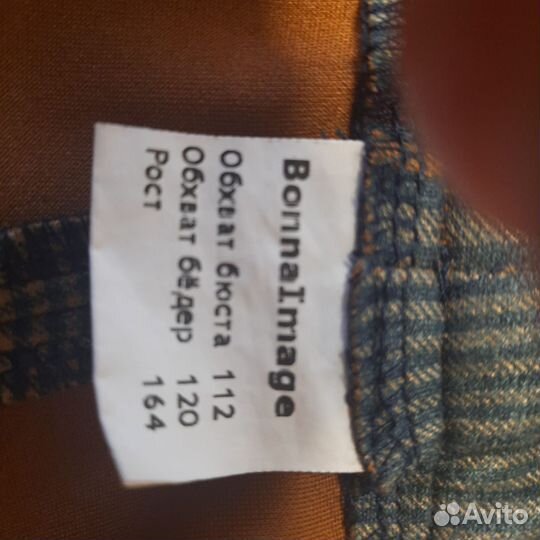 BonnaImage
Обхват бюста 112
Обхват бёдер 120
Рост 164
Avito